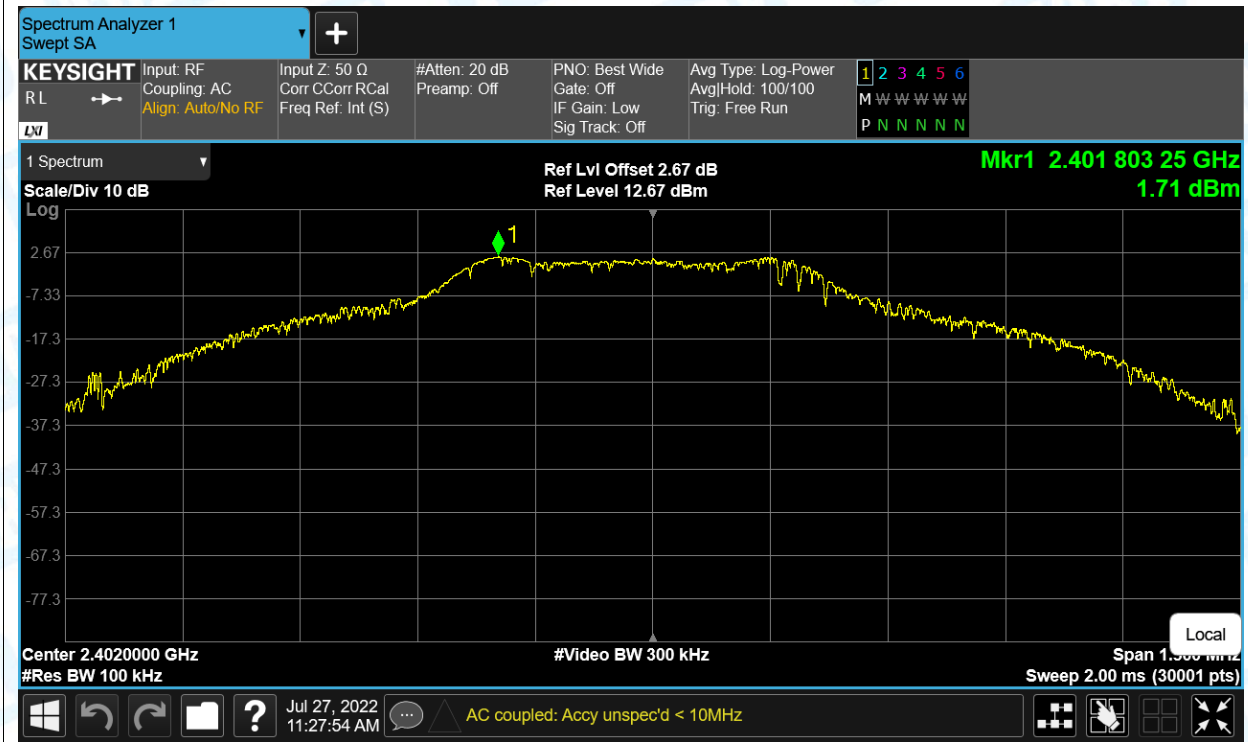 Spectrum Analyzer 1
Swept SA
KEYSIGHT
R L
LXI
Input: RF
Coupling: AC
Align: Auto/No RF
Input Z: 50 Ω
Corr CCorr RCal
Freq Ref: Int (S)
#Atten: 20 dB
Preamp: Off
PNO: Best Wide
Gate: Off
IF Gain: Low
Sig Track: Off
Avg Type: Log-Power
Avg|Hold: 100/100
Trig: Free Run
1 2 3 4 5 6
M W W W W W W
P N N N N N
1 Spectrum
Scale/Div 10 dB
Log
Ref Lvl Offset 2.67 dB
Ref Level 12.67 dBm
Mkr1 2.401 803 25 GHz
1.71 dBm
1
2.67
-7.33
-17.3
-27.3
-37.3
-47.3
-57.3
-67.3
-77.3
Local
Center 2.4020000 GHz
#Video BW 300 kHz
Span
#Res BW 100 kHz
Sweep 2.00 ms (30001 pts)
?
Jul 27, 2022
11:27:54 AM
AC coupled: Accy unspec'd < 10MHz